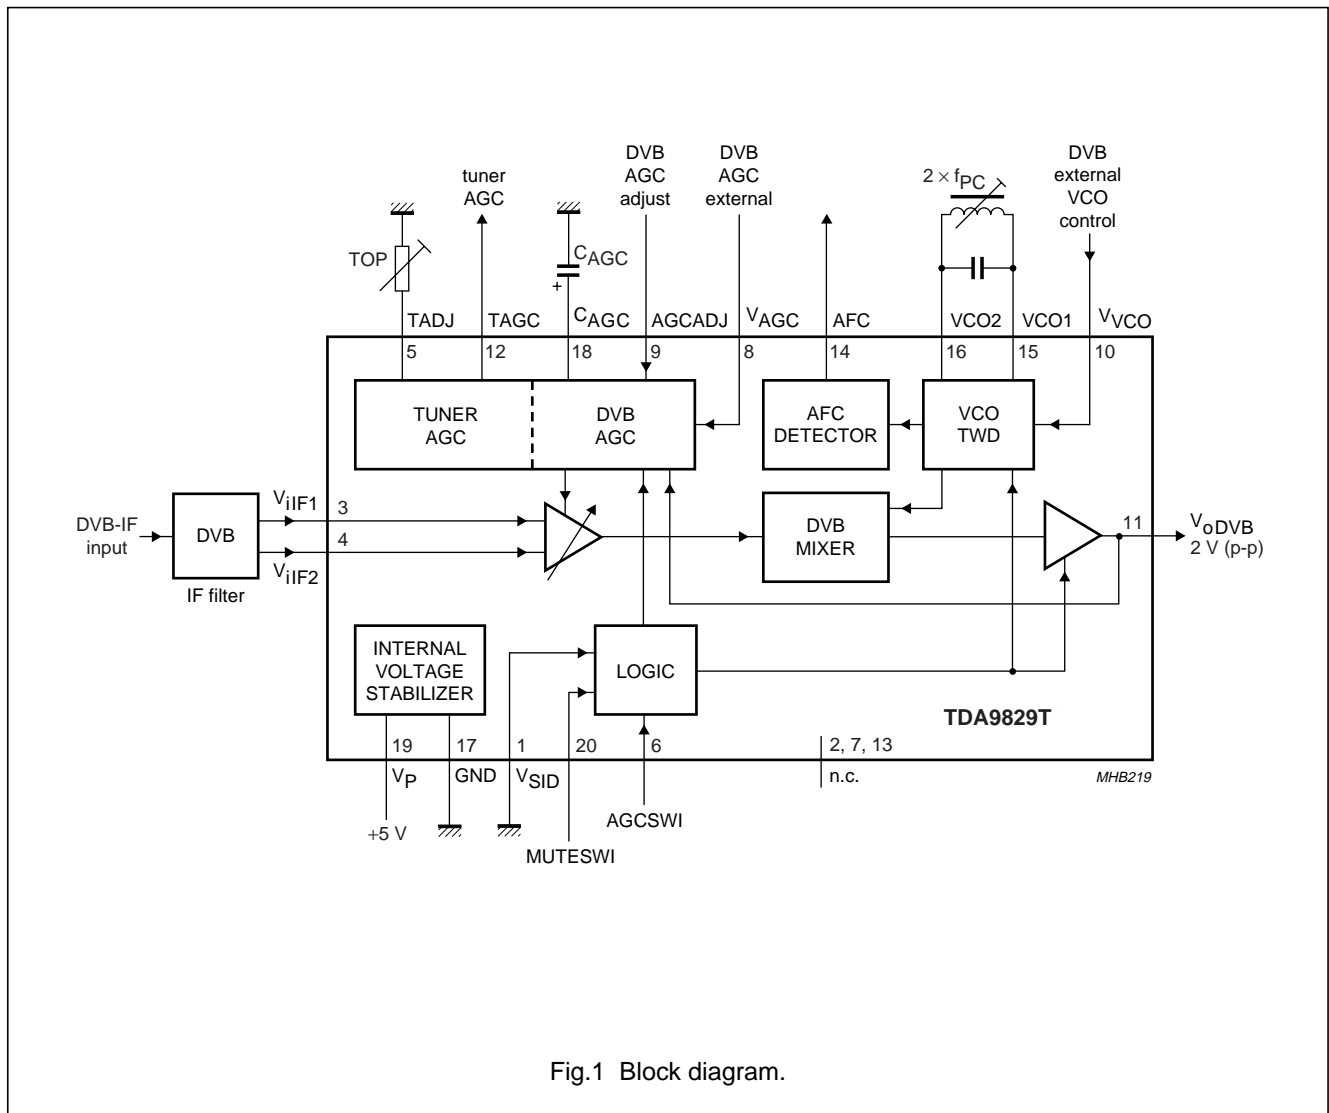 DVB
AGC
adjust
DVB
AGC
external
DVB
external
VCO
control
tuner
AGC
2 × fPC
TOP
CAGC
+
TADJ
TAGC
CAGC
AGCADJ
VAGC
AFC
VCO2
VCO1
VVCO
5
12
18
9
8
14
16
15
10
TUNER
AGC
DVB
AGC
AFC
DETECTOR
VCO
TWD
DVB-IF
input
DVB
IF filter
ViIF1
3
4
ViIF2
DVB
MIXER
11
VoDVB
2 V (p-p)
INTERNAL
VOLTAGE
STABILIZER
LOGIC
TDA9829T
19
17
1
20
6
2, 7, 13
VP
GND
VSID
n.c.
MHB219
+5 V
AGCSWI
MUTESWI
Fig.1 Block diagram.